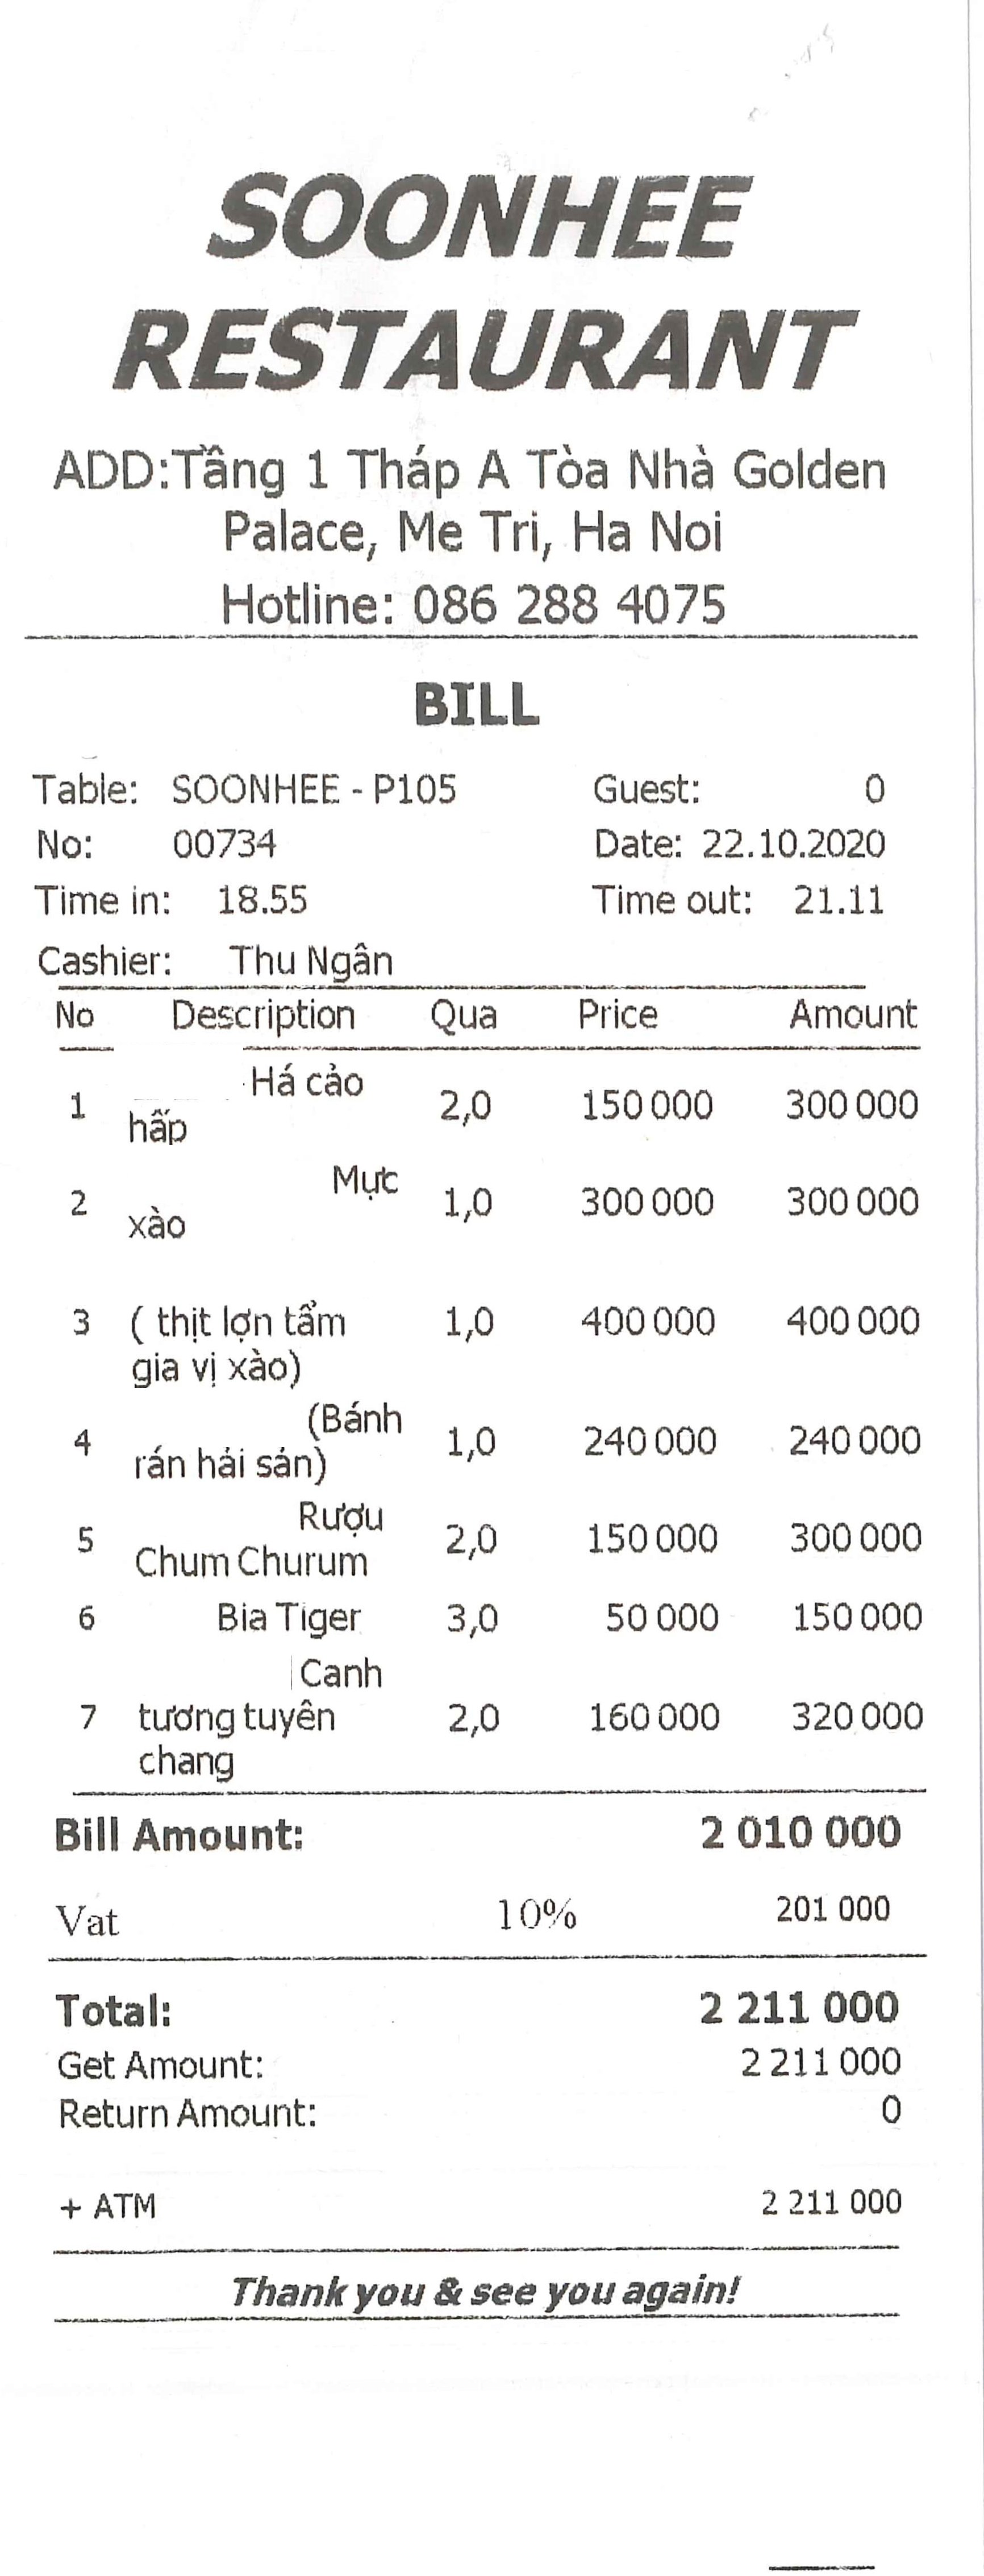 SOONHEE
RESTAURANT
ADD:Tầng 1 Tháp A Tòa Nhà Golden
Palace, Me Tri, Ha Noi
Hotline: 086 288 4075
BILL
Table: SOONHEE - P105 Guest: 0
No: 00734 Date: 22.10.2020
Time in: 18.55 Time out: 21.11
Cashier: Thu Ngân
No Description Qua Price Amount
Há cảo
1 hấp 2,0 150 000 300 000
Mực
2 xào 1,0 300 000 300 000
3 ( thịt lợn tẩm 1,0 400 000 400 000
gia vị xào)
(Bánh
4 rán hải sản) 1,0 240 000 240 000
Rượu
5 Chum Churum 2,0 150 000 300 000
6 Bia Tiger 3,0 50 000 150 000
Canh
7 tương tuyên 2,0 160 000 320 000
chang
Bill Amount: 2 010 000
Vat 10% 201 000
Total: 2 211 000
Get Amount: 2 211 000
Return Amount: 0
+ ATM 2 211 000
Thank you & see you again!